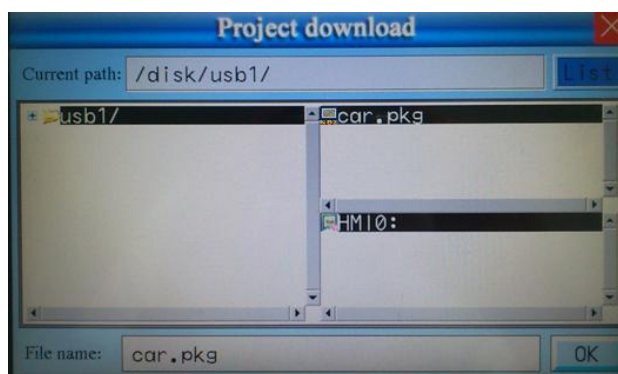 Project download
Current path: /disk/usb1/ List
usb1/
car.pkg
HMI0:
File name: car.pkg OK